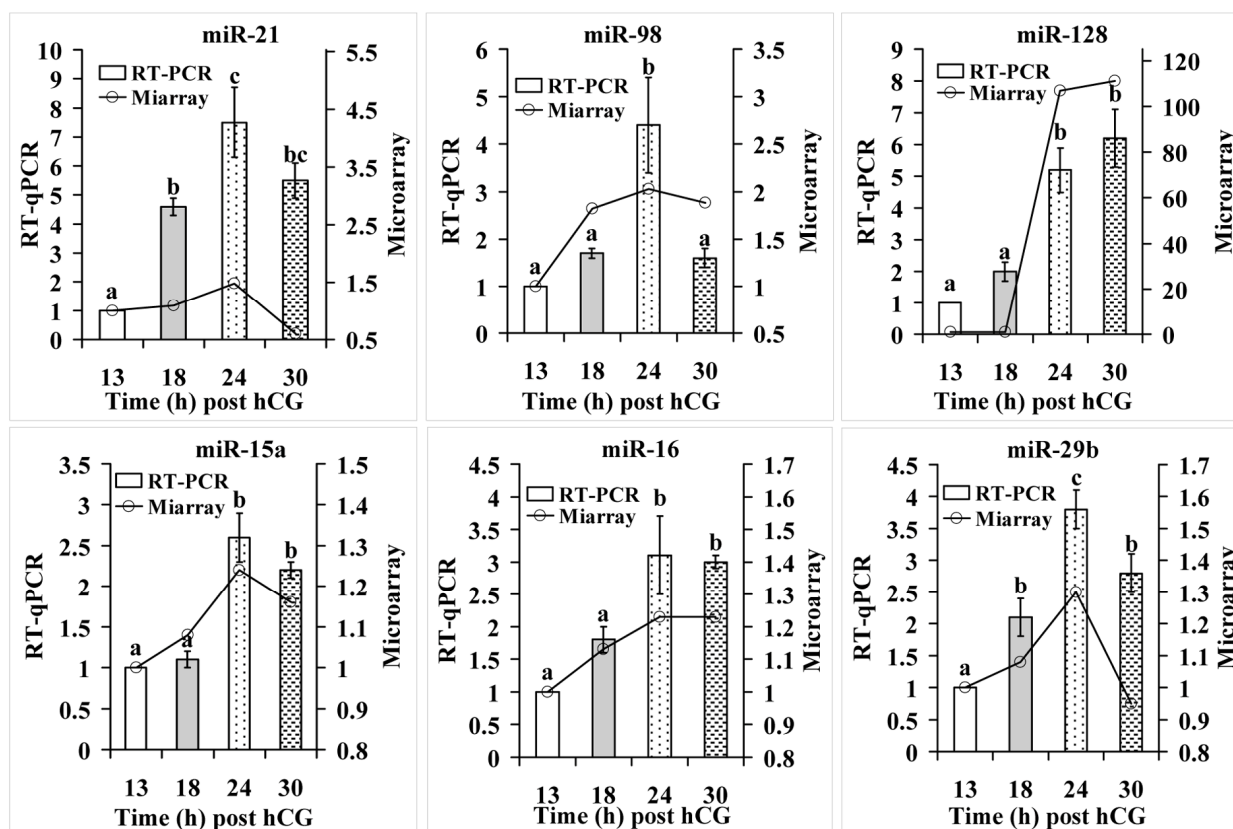 miR-21
10
9
8
7
6
5
4
3
2
1
0
RT-qPCR
RT-PCR
Miarray
a
b
c
bc
5.5
4.5
3.5
2.5
1.5
0.5
Microarray
13 18 24 30
Time (h) post hCG
miR-98
6
5
4
3
2
1
0
RT-qPCR
RT-PCR
Miarray
a
a
b
a
3.5
3
2.5
2
1.5
1
0.5
Microarray
13 18 24 30
Time (h) post hCG
miR-128
9
8
7
6
5
4
3
2
1
0
RT-qPCR
RT-PCR
Miarray
a
b
b
120
100
80
60
40
20
0
Microarray
13 18 24 30
Time (h) post hCG
miR-15a
3.5
3
2.5
2
1.5
1
0.5
0
RT-qPCR
RT-PCR
Miarray
a
a
b
b
1.5
1.4
1.3
1.2
1.1
1
0.9
0.8
Microarray
13 18 24 30
Time (h) post hCG
miR-16
4.5
4
3.5
3
2.5
2
1.5
1
0.5
0
RT-qPCR
RT-PCR
Miarray
a
a
b
b
1.7
1.6
1.5
1.4
1.3
1.2
1.1
1
0.9
0.8
Microarray
13 18 24 30
Time (h) post hCG
miR-29b
4.5
4
3.5
3
2.5
2
1.5
1
0.5
0
RT-qPCR
RT-PCR
Miarray
a
b
c
b
1.7
1.6
1.5
1.4
1.3
1.2
1.1
1
0.9
0.8
Microarray
13 18 24 30
Time (h) post hCG